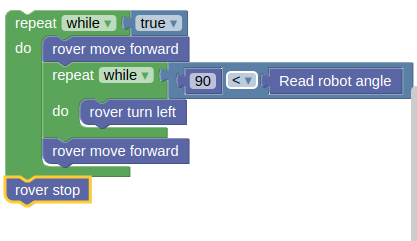 repeat while ▾ true ▾
do rover move forward
repeat while ▾ 90 < ▾ Read robot angle
do rover turn left
rover move forward
rover stop